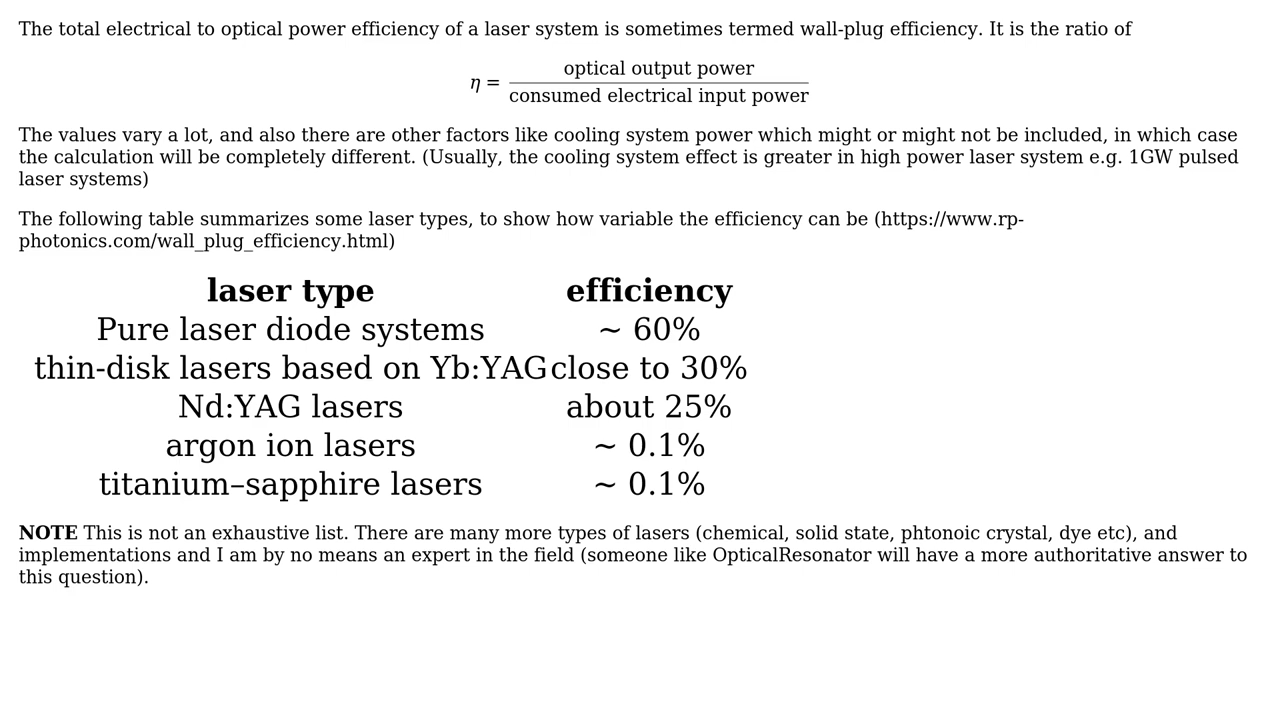 The total electrical to optical power efficiency of a laser system is sometimes termed wall-plug efficiency. It is the ratio of
η = optical output power / consumed electrical input power
The values vary a lot, and also there are other factors like cooling system power which might or might not be included, in which case
the calculation will be completely different. (Usually, the cooling system effect is greater in high power laser system e.g. 1GW pulsed
laser systems)
The following table summarizes some laser types, to show how variable the efficiency can be (https://www.rp-
photonics.com/wall_plug_efficiency.html)
laser type efficiency
Pure laser diode systems ~ 60%
thin-disk lasers based on Yb:YAG close to 30%
Nd:YAG lasers about 25%
argon ion lasers ~ 0.1%
titanium–sapphire lasers ~ 0.1%
NOTE This is not an exhaustive list. There are many more types of lasers (chemical, solid state, phtonoic crystal, dye etc), and
implementations and I am by no means an expert in the field (someone like OpticalResonator will have a more authoritative answer to
this question).